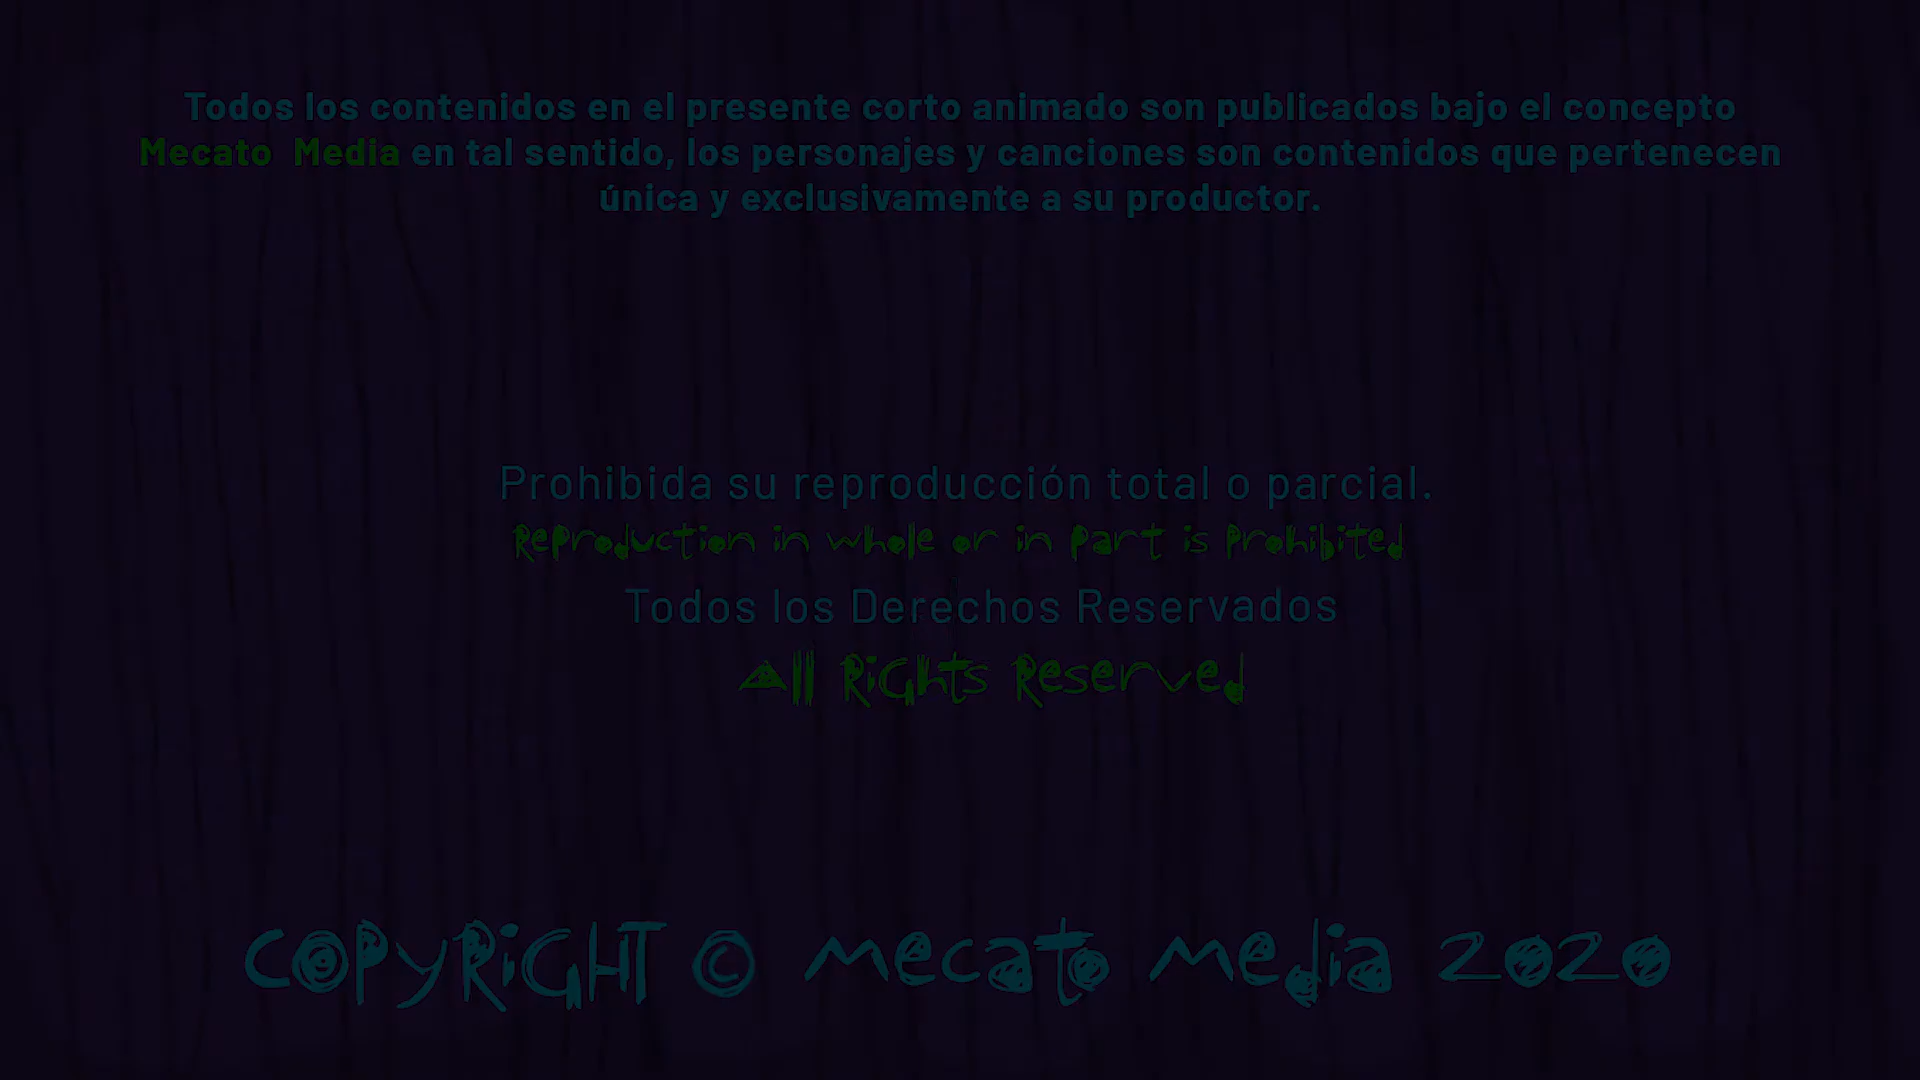 Todos los contenidos en el presente corto animado son publicados bajo el concepto
Mecato Media en tal sentido, los personajes y canciones son contenidos que pertenecen
única y exclusivamente a su productor.
Prohibida su reproducción total o parcial.
Reproduction in whole or in Part is Prohibited
Todos los Derechos Reservados
All Rights Reserved
COPYRIGHT © Mecato Media 2020